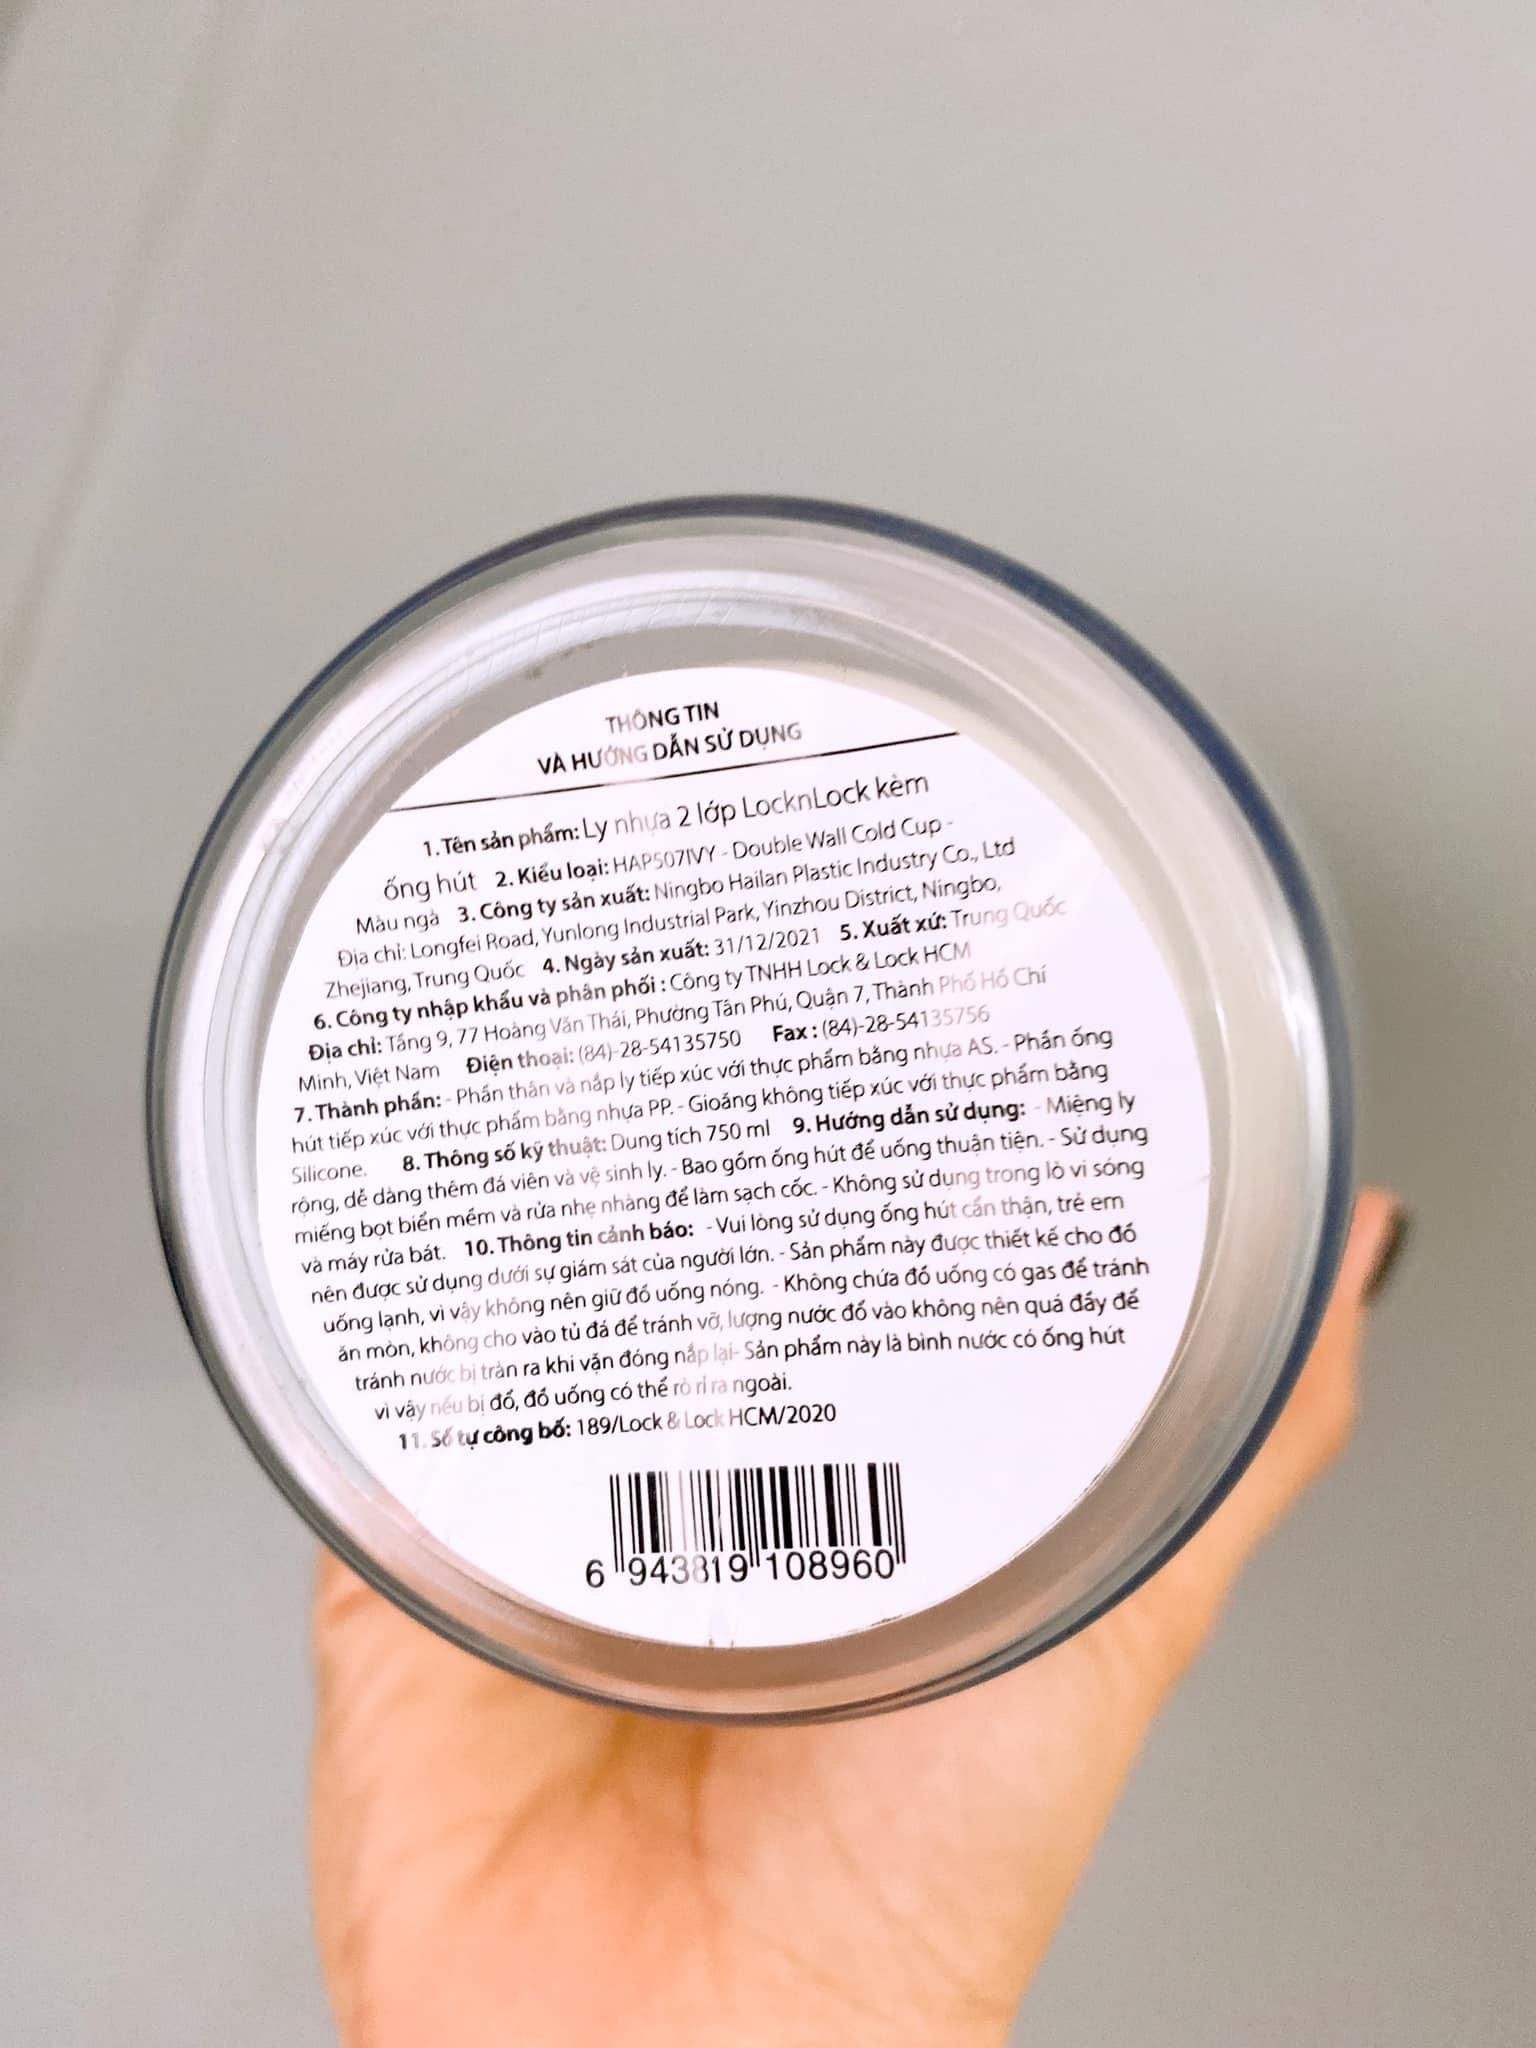 THÔNG TIN
VÀ HƯỚNG DẪN SỬ DỤNG
1. Tên sản phẩm: Ly nhựa 2 lớp LocknLock kèm
ống hút 2. Kiểu loại: HAP507IVY - Double Wall Cold Cup -
Màu ngà 3. Công ty sản xuất: Ningbo Hailan Plastic Industry Co., Ltd
Địa chỉ: Longfei Road, Yunlong Industrial Park, Yinzhou District, Ningbo,
Zhejiang, Trung Quốc 4. Ngày sản xuất: 31/12/2021 5. Xuất xứ: Trung Quốc
6. Công ty nhập khẩu và phân phối : Công ty TNHH Lock & Lock HCM
Địa chỉ: Tầng 9, 77 Hoàng Văn Thái, Phường Tân Phú, Quận 7, Thành Phố Hồ Chí
Minh, Việt Nam Điện thoại: (84)-28-54135750 Fax : (84)-28-54135756
7. Thành phần: - Phần thân và nắp ly tiếp xúc với thực phẩm bằng nhựa AS. - Phần ống
hút tiếp xúc với thực phẩm bằng nhựa PP. - Gioăng không tiếp xúc với thực phẩm bằng
Silicone. 8. Thông số kỹ thuật: Dung tích 750 ml 9. Hướng dẫn sử dụng: - Miệng ly
rộng, dễ dàng thêm đá viên và vệ sinh ly. - Bao gồm ống hút để uống thuận tiện. - Sử dụng
miếng bọt biển mềm và rửa nhẹ nhàng để làm sạch cốc. - Không sử dụng trong lò vi sóng
và máy rửa bát. 10. Thông tin cảnh báo: - Vui lòng sử dụng ống hút cẩn thận, trẻ em
nên được sử dụng dưới sự giám sát của người lớn. - Sản phẩm này được thiết kế cho đồ
uống lạnh, vì vậy không nên giữ đồ uống nóng. - Không chứa đồ uống có gas để tránh
ăn mòn, không cho vào tủ đá để tránh vỡ, lượng nước đổ vào không nên quá đầy để
tránh nước bị tràn ra khi vặn đóng nắp lại- Sản phẩm này là bình nước có ống hút
vì vậy nếu bị đổ, đồ uống có thể rò rỉ ra ngoài.
11. Số tự công bố: 189/Lock & Lock HCM/2020
6 943819 108960